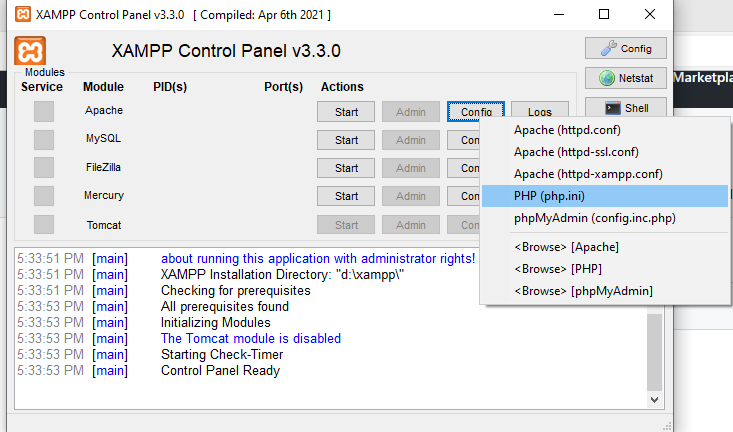 XAMPP Control Panel v3.3.0 [ Compiled: Apr 6th 2021 ]
XAMPP Control Panel v3.3.0
Config
Modules
Service Module PID(s) Port(s) Actions
Netstat
Marketpla
Apache Start Admin Config Logs
Shell
MySQL Start Admin
FileZilla Start Admin
Mercury Start Admin
Tomcat Start Admin
Apache (httpd.conf)
Apache (httpd-ssl.conf)
Apache (httpd-xampp.conf)
PHP (php.ini)
phpMyAdmin (config.inc.php)
<Browse> [Apache]
<Browse> [PHP]
<Browse> [phpMyAdmin]
5:33:51 PM [main] about running this application with administrator rights!
5:33:51 PM [main] XAMPP Installation Directory: "d:\xampp\"
5:33:51 PM [main] Checking for prerequisites
5:33:53 PM [main] All prerequisites found
5:33:53 PM [main] Initializing Modules
5:33:53 PM [main] The Tomcat module is disabled
5:33:53 PM [main] Starting Check-Timer
5:33:53 PM [main] Control Panel Ready